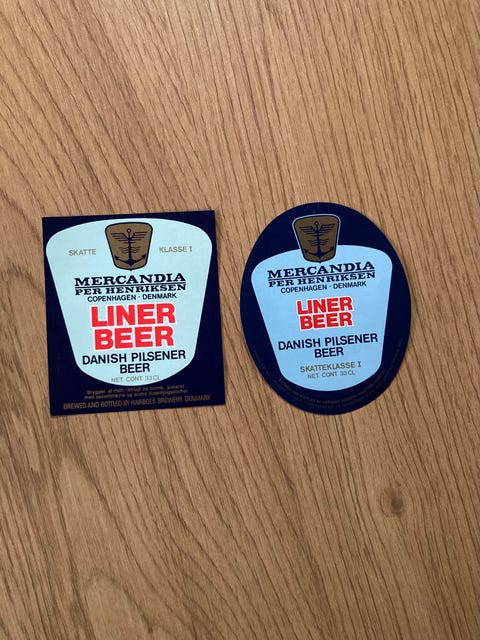 SKATTE KLASSE I
MERCANDIA
PER HENRIKSEN
COPENHAGEN · DENMARK
LINER
BEER
DANISH PILSENER
BEER
NET. CONT. 33 CL.
BREWED AND BOTTLED BY HARBOES BREWERY, DENMARK
MERCANDIA
PER HENRIKSEN
COPENHAGEN · DENMARK
LINER
BEER
DANISH PILSENER
BEER
SKATTEKLASSE I
NET CONT. 33 CL